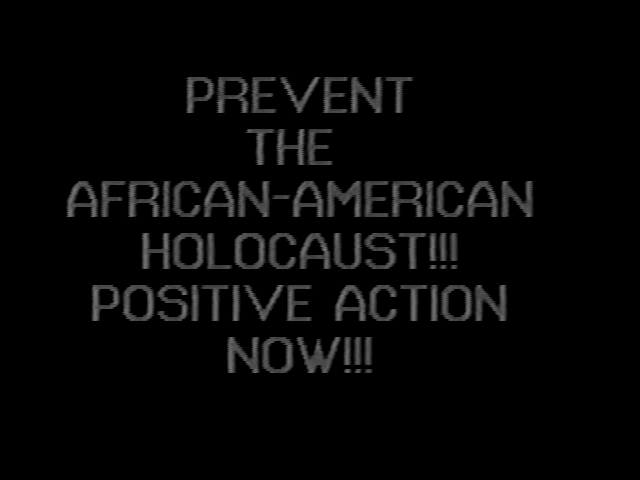 PREVENT
THE
AFRICAN-AMERICAN
HOLOCAUST!!!
POSITIVE ACTION
NOW!!!